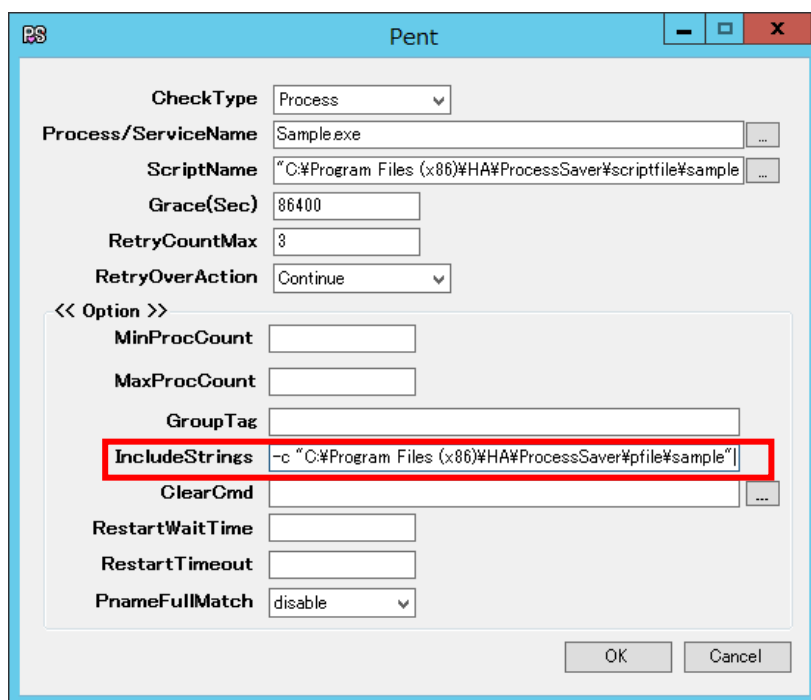 PS
Pent
CheckType Process
Process/ServiceName Sample.exe ...
ScriptName "C:¥Program Files (x86)¥HA¥ProcessSaver¥scriptfile¥sample ...
Grace(Sec) 86400
RetryCountMax 3
RetryOverAction Continue
<< Option >>
MinProcCount
MaxProcCount
GroupTag
IncludeStrings -c "C:¥Program Files (x86)¥HA¥ProcessSaver¥pfile¥sample"
ClearCmd ...
RestartWaitTime
RestartTimeout
PnameFullMatch disable
OK Cancel